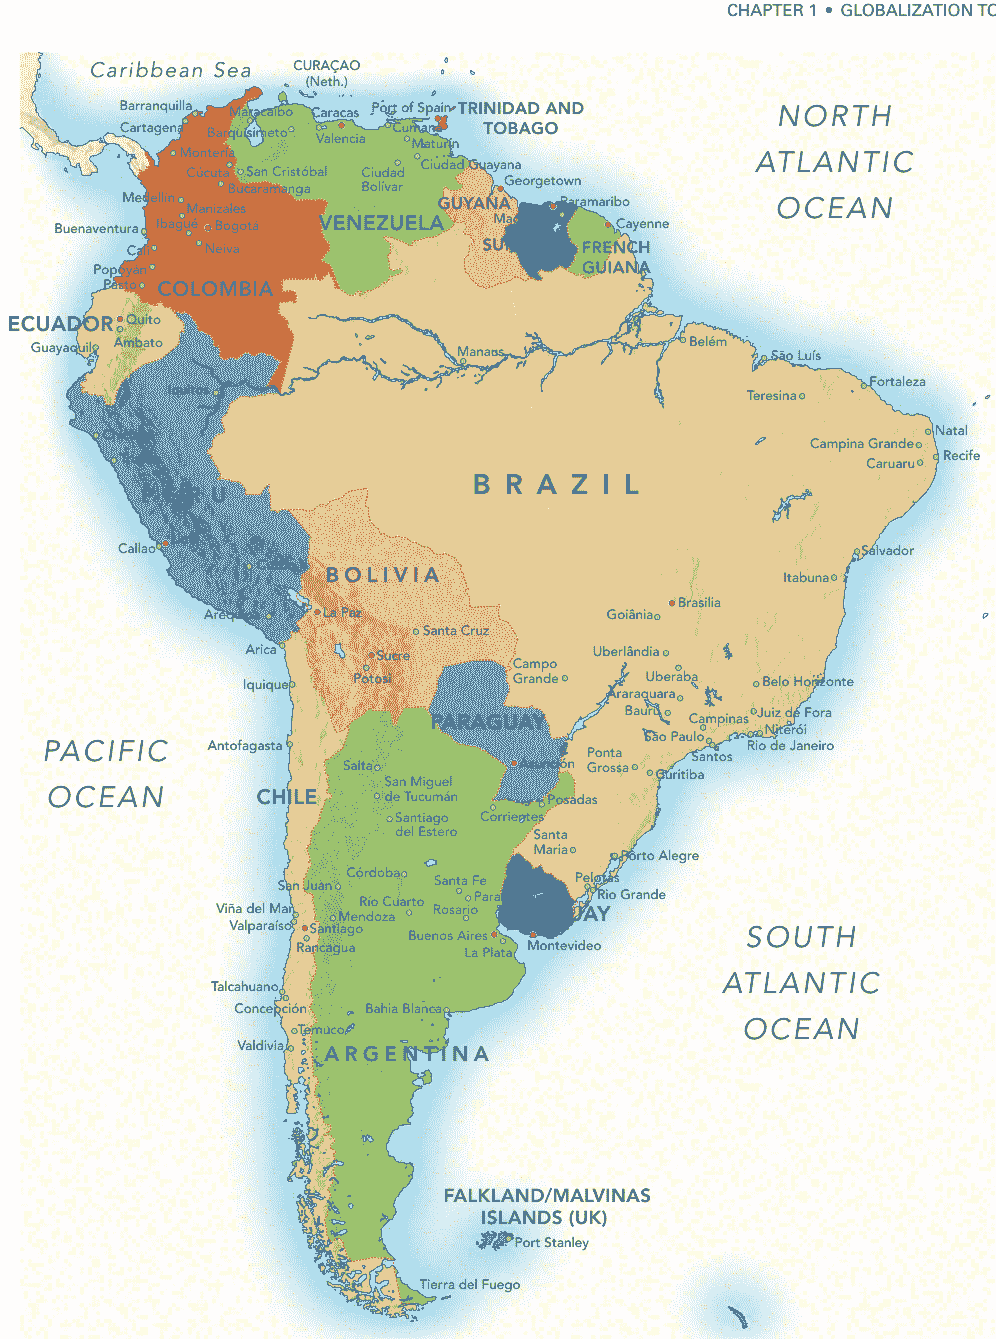 CHAPTER 1 • GLOBALIZATION TO
Caribbean Sea
CURAÇAO
(Neth.)
Barranquilla
Maracaibo
Caracas
Port of Spain
TRINIDAD AND
TOBAGO
NORTH
ATLANTIC
OCEAN
Cartagena
Barquisimeto
Valencia
Cumaná
Maturín
Montería
Cúcuta
San Cristóbal
Ciudad
Bolívar
Ciudad Guayana
Bucaramanga
Georgetown
Medellín
Manizales
GUYANA
Paramaribo
Buenaventura
Ibagué
Bogotá
VENEZUELA
Cayenne
Cali
Neiva
FRENCH
GUIANA
Popoyán
Pasto
COLOMBIA
ECUADOR
Quito
Guayaquil
Ambato
Manaus
Belém
São Luís
Iquitos
Fortaleza
Teresina
Natal
Campina Grande
Recife
Caruaru
PERU
BRAZIL
Callao
Salvador
BOLIVIA
Itabuna
La Paz
Brasilia
Goiânia
Santa Cruz
Arica
Sucre
Potosí
Uberlândia
Campo
Grande
Uberaba
Iquique
Belo Horizonte
Araraquara
Bauru
Campinas
Juiz de Fora
PARAGUAY
Niterói
São Paulo
Rio de Janeiro
PACIFIC
OCEAN
Antofagasta
Santos
Salta
Asunción
Ponta
Grossa
Curitiba
San Miguel
de Tucumán
CHILE
Posadas
Santiago
del Estero
Corrientes
Santa
Maria
Porto Alegre
Córdoba
San Juan
Santa Fe
Pelotas
Rio Grande
Río Cuarto
Rosario
Viña del Mar
Mendoza
Valparaíso
Santiago
Buenos Aires
Rancagua
La Plata
Montevideo
SOUTH
ATLANTIC
OCEAN
Talcahuano
Concepción
Bahia Blanca
Temuco
Valdivia
ARGENTINA
FALKLAND/MALVINAS
ISLANDS (UK)
Port Stanley
Tierra del Fuego